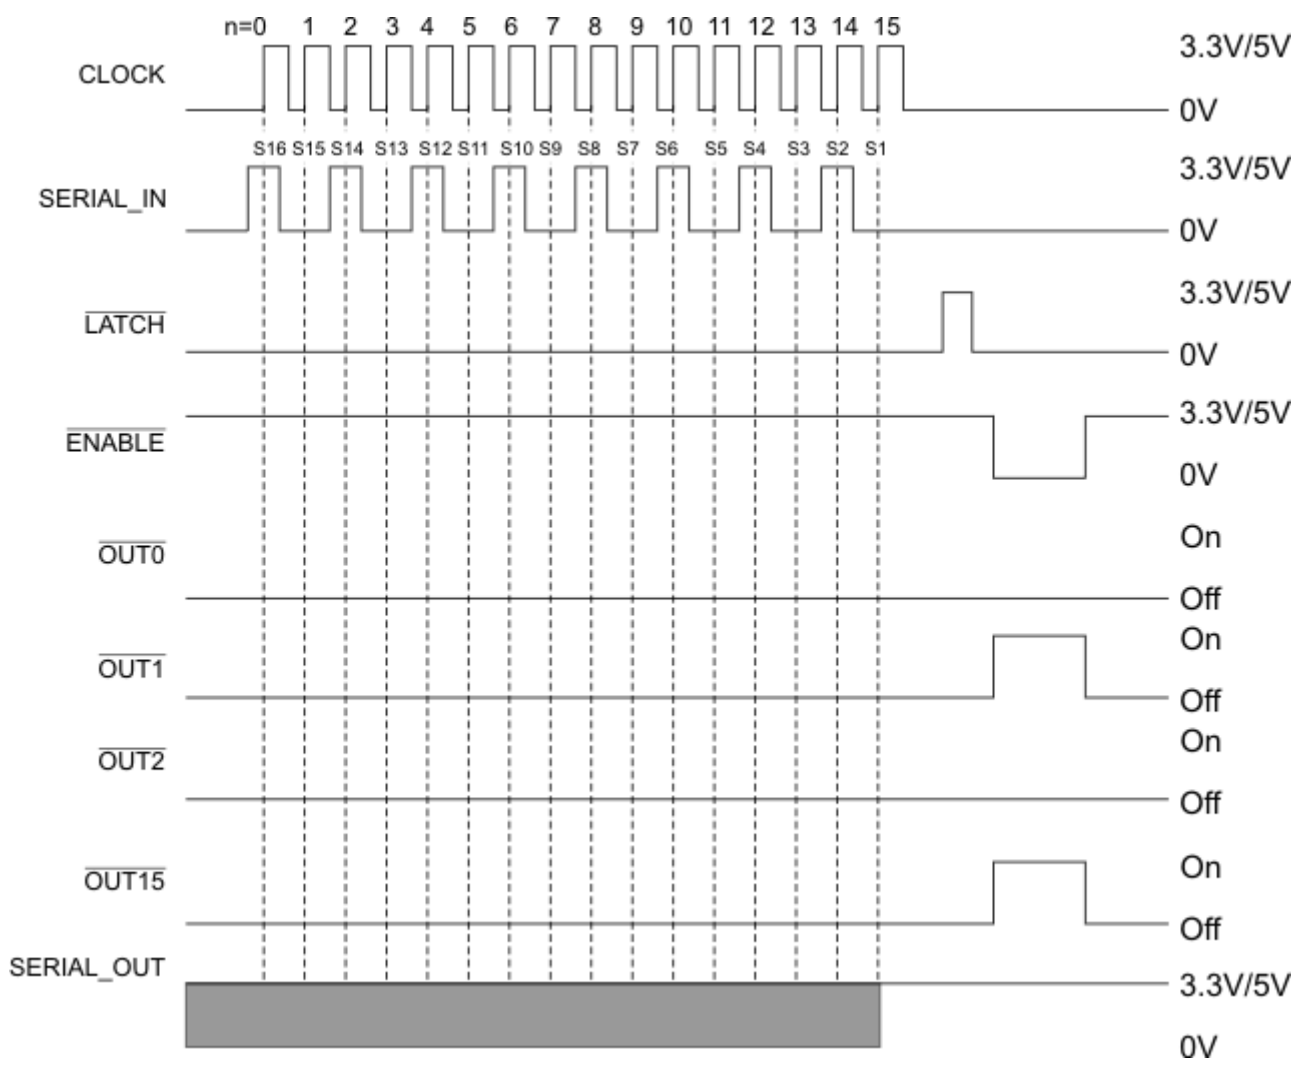 n=0 1 2 3 4 5 6 7 8 9 10 11 12 13 14 15
3.3V/5V
CLOCK
0V
S16 S15 S14 S13 S12 S11 S10 S9 S8 S7 S6 S5 S4 S3 S2 S1
3.3V/5V
SERIAL_IN
0V
3.3V/5V
LATCH
0V
3.3V/5V
ENABLE
0V
On
OUT0
Off
On
OUT1
Off
On
OUT2
Off
On
OUT15
Off
SERIAL_OUT
3.3V/5V
0V